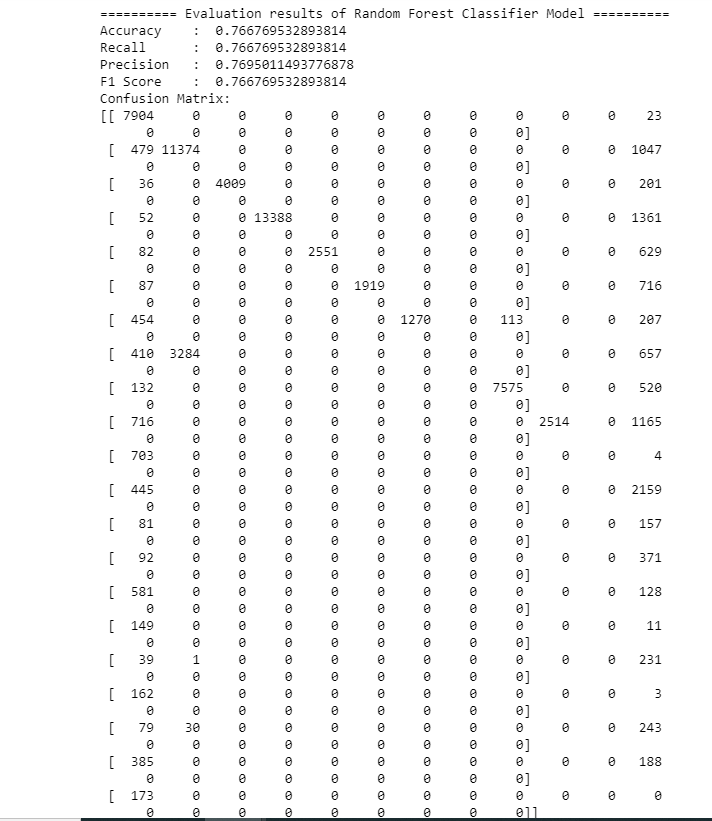 ========== Evaluation results of Random Forest Classifier Model ==========
Accuracy    :  0.766769532893814
Recall      :  0.766769532893814
Precision   :  0.7695011493776878
F1 Score    :  0.766769532893814
Confusion Matrix:
[[ 7904     0     0     0     0     0     0     0     0     0     0    23
      0     0     0     0     0     0     0     0     0]
 [  479 11374     0     0     0     0     0     0     0     0     0  1047
      0     0     0     0     0     0     0     0     0]
 [   36     0  4009     0     0     0     0     0     0     0     0   201
      0     0     0     0     0     0     0     0     0]
 [   52     0     0 13388     0     0     0     0     0     0     0  1361
      0     0     0     0     0     0     0     0     0]
 [   82     0     0     0  2551     0     0     0     0     0     0   629
      0     0     0     0     0     0     0     0     0]
 [   87     0     0     0     0  1919     0     0     0     0     0   716
      0     0     0     0     0     0     0     0     0]
 [  454     0     0     0     0     0  1270     0   113     0     0   207
      0     0     0     0     0     0     0     0     0]
 [  410  3284     0     0     0     0     0     0     0     0     0   657
      0     0     0     0     0     0     0     0     0]
 [  132     0     0     0     0     0     0     0  7575     0     0   520
      0     0     0     0     0     0     0     0     0]
 [  716     0     0     0     0     0     0     0     0  2514     0  1165
      0     0     0     0     0     0     0     0     0]
 [  703     0     0     0     0     0     0     0     0     0     0     4
      0     0     0     0     0     0     0     0     0]
 [  445     0     0     0     0     0     0     0     0     0     0  2159
      0     0     0     0     0     0     0     0     0]
 [   81     0     0     0     0     0     0     0     0     0     0   157
      0     0     0     0     0     0     0     0     0]
 [   92     0     0     0     0     0     0     0     0     0     0   371
      0     0     0     0     0     0     0     0     0]
 [  581     0     0     0     0     0     0     0     0     0     0   128
      0     0     0     0     0     0     0     0     0]
 [  149     0     0     0     0     0     0     0     0     0     0    11
      0     0     0     0     0     0     0     0     0]
 [   39     1     0     0     0     0     0     0     0     0     0   231
      0     0     0     0     0     0     0     0     0]
 [  162     0     0     0     0     0     0     0     0     0     0     3
      0     0     0     0     0     0     0     0     0]
 [   79    30     0     0     0     0     0     0     0     0     0   243
      0     0     0     0     0     0     0     0     0]
 [  385     0     0     0     0     0     0     0     0     0     0   188
      0     0     0     0     0     0     0     0     0]
 [  173     0     0     0     0     0     0     0     0     0     0     0
      0     0     0     0     0     0     0     0     0]]